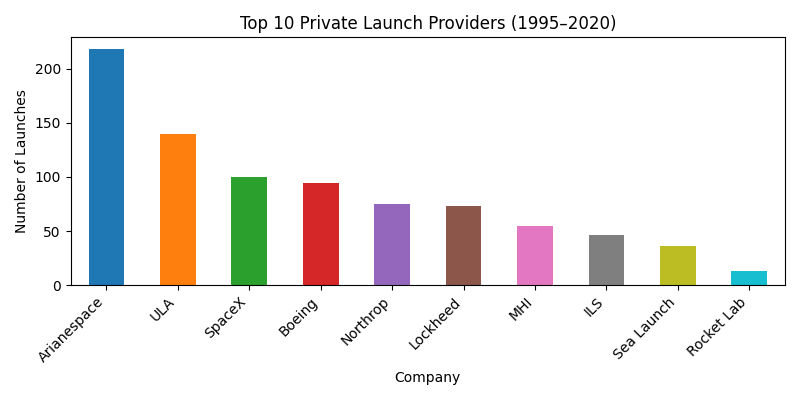 Top 10 Private Launch Providers (1995–2020)
Number of Launches
200
150
100
50
0
Arianespace
ULA
SpaceX
Boeing
Northrop
Lockheed
MHI
ILS
Sea Launch
Rocket Lab
Company